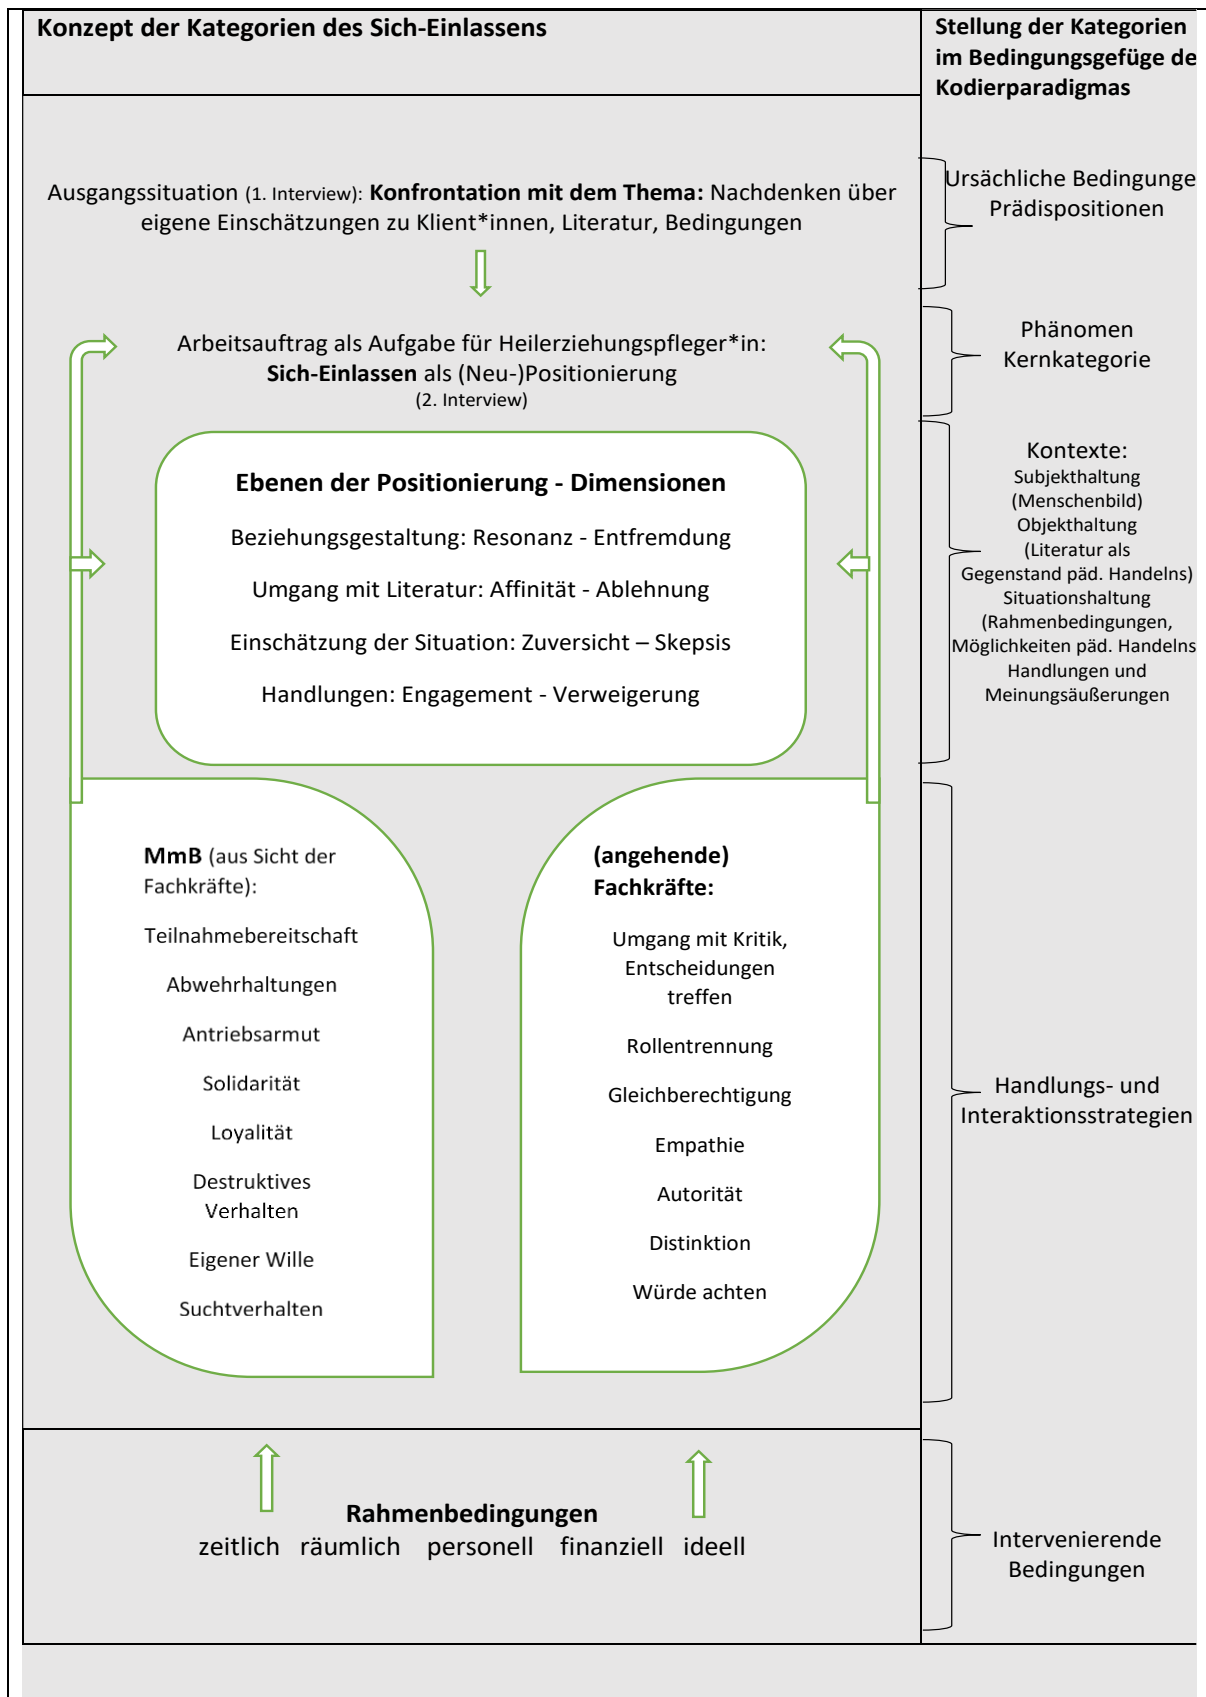 Konzept der Kategorien des Sich-Einlassens
Stellung der Kategorien
im Bedingungsgefüge de
Kodierparadigmas
Ausgangssituation (1. Interview): Konfrontation mit dem Thema: Nachdenken über
eigene Einschätzungen zu Klient*innen, Literatur, Bedingungen
Ursächliche Bedingunge
Prädispositionen
Arbeitsauftrag als Aufgabe für Heilerziehungspfleger*in:
Sich-Einlassen als (Neu-)Positionierung
(2. Interview)
Phänomen
Kernkategorie
Ebenen der Positionierung - Dimensionen
Beziehungsgestaltung: Resonanz - Entfremdung
Umgang mit Literatur: Affinität - Ablehnung
Einschätzung der Situation: Zuversicht – Skepsis
Handlungen: Engagement - Verweigerung
Kontexte:
Subjekthaltung
(Menschenbild)
Objekthaltung
(Literatur als
Gegenstand päd. Handelns)
Situationshaltung
(Rahmenbedingungen,
Möglichkeiten päd. Handelns
Handlungen und
Meinungsäußerungen
MmB (aus Sicht der
Fachkräfte):
Teilnahmebereitschaft
Abwehrhaltungen
Antriebsarmut
Solidarität
Loyalität
Destruktives
Verhalten
Eigener Wille
Suchtverhalten
(angehende)
Fachkräfte:
Umgang mit Kritik,
Entscheidungen
treffen
Rollentrennung
Gleichberechtigung
Empathie
Autorität
Distinktion
Würde achten
Handlungs- und
Interaktionsstrategien
Rahmenbedingungen
zeitlich räumlich personell finanziell ideell
Intervenierende
Bedingungen